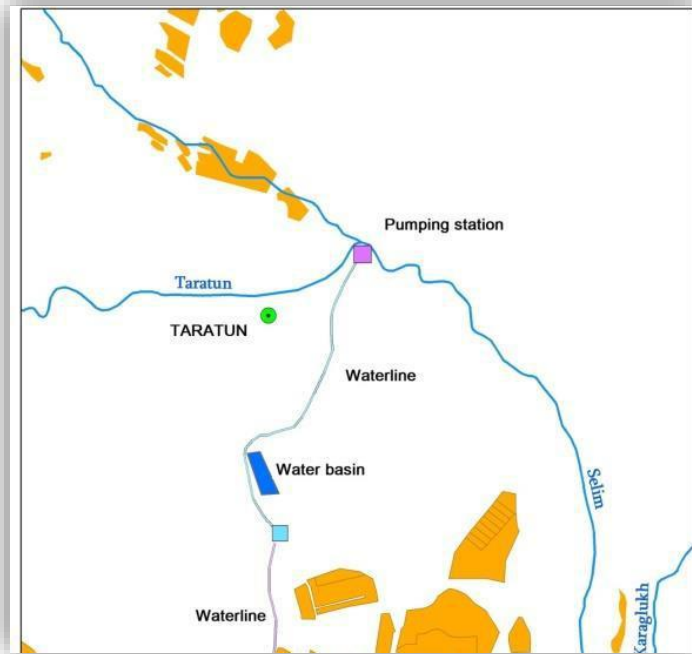 Pumping station
Taratun
TARATUN
Waterline
Water basin
Selim
Waterline
Karaglukh